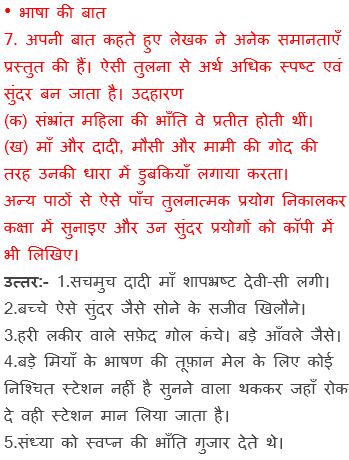 • भाषा की बात
7. अपनी बात कहते हुए लेखक ने अनेक समानताएँ
प्रस्तुत की हैं। ऐसी तुलना से अर्थ अधिक स्पष्ट एवं
सुंदर बन जाता है। उदहारण
(क) संभ्रांत महिला की भाँति वे प्रतीत होती थीं।
(ख) माँ और दादी, मौसी और मामी की गोद की
तरह उनकी धारा में डुबकियाँ लगाया करता।
अन्य पाठों से ऐसे पाँच तुलनात्मक प्रयोग निकालकर
कक्षा में सुनाइए और उन सुंदर प्रयोगों को कॉपी में
भी लिखिए।
उत्तर:- 1.सचमुच दादी माँ शापभ्रष्ट देवी-सी लगी।
2.बच्चे ऐसे सुंदर जैसे सोने के सजीव खिलौने।
3.हरी लकीर वाले सफ़ेद गोल कंचे। बड़े आँवले जैसे।
4.बड़े मियाँ के भाषण की तूफ़ान मेल के लिए कोई
निश्चित स्टेशन नहीं है सुनने वाला थककर जहाँ रोक
दे वही स्टेशन मान लिया जाता है।
5.संध्या को स्वप्न की भाँति गुजार देते थे।